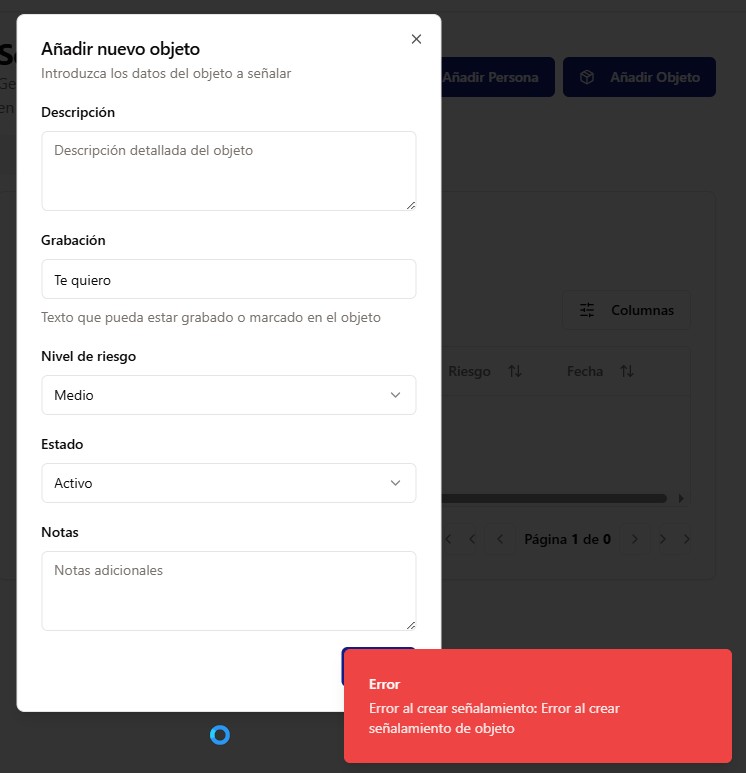 Añadir nuevo objeto
Introduzca los datos del objeto a señalar
Descripción
Descripción detallada del objeto
Grabación
Te quiero
Texto que pueda estar grabado o marcado en el objeto
Nivel de riesgo
Medio
Estado
Activo
Notas
Notas adicionales
Añadir Persona
Añadir Objeto
Columnas
Riesgo
Fecha
Página 1 de 0
Error
Error al crear señalamiento: Error al crear
señalamiento de objeto